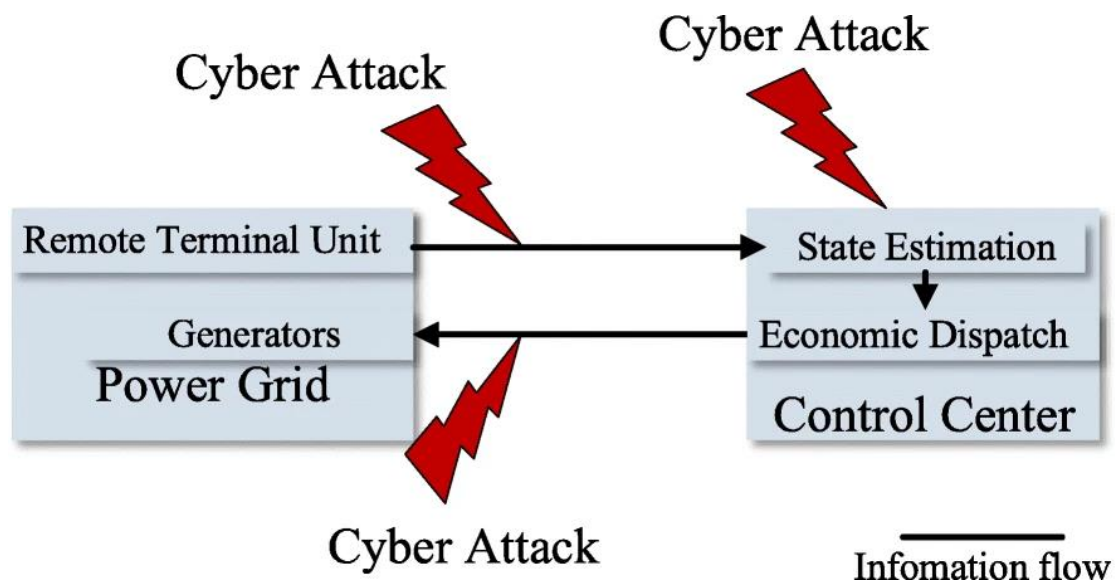 Cyber Attack
Cyber Attack
Remote Terminal Unit
State Estimation
Generators
Economic Dispatch
Power Grid
Control Center
Cyber Attack
Infomation flow